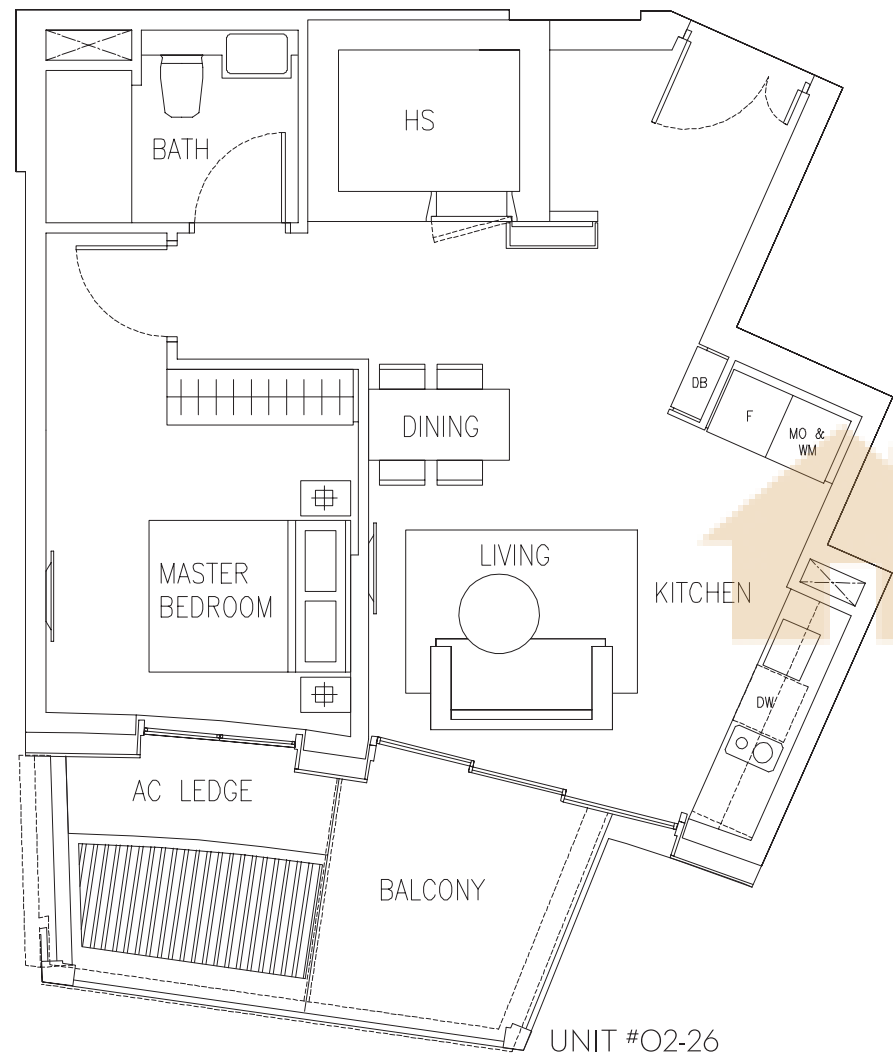 HS
BATH
DB
F
MO &
WM
DINING
LIVING
MASTER
BEDROOM
KITCHEN
DW
AC LEDGE
BALCONY
UNIT #02-26